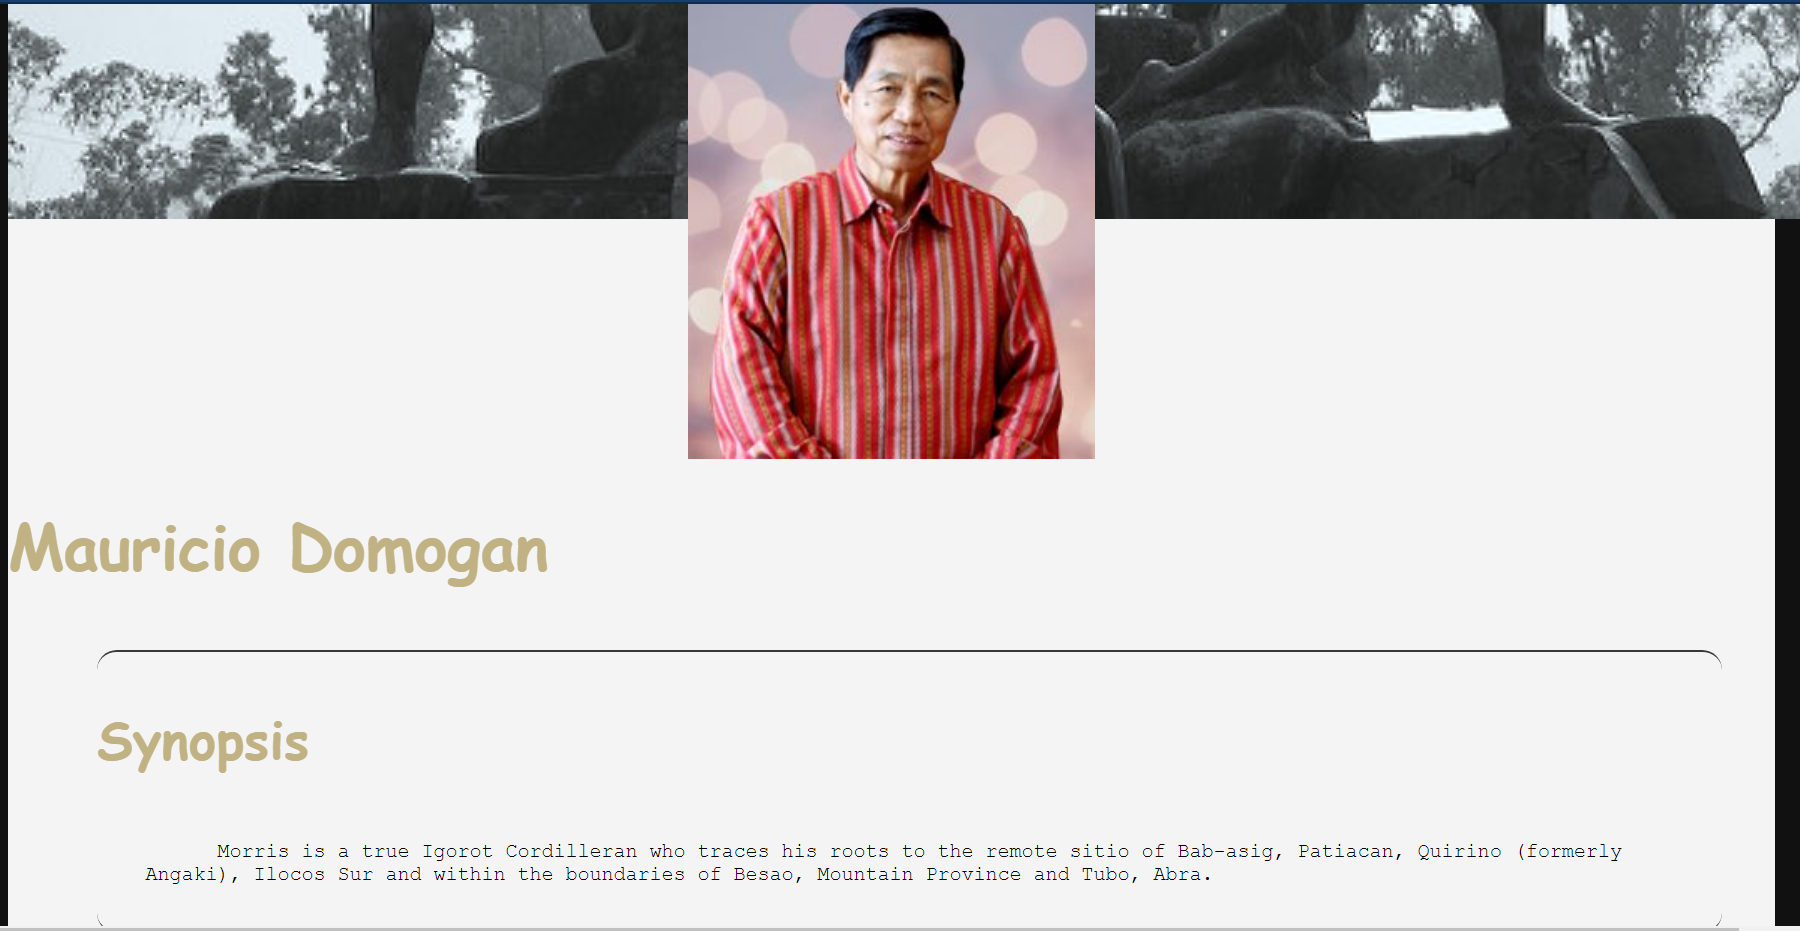 Mauricio Domogan
Synopsis
Morris is a true Igorot Cordilleran who traces his roots to the remote sitio of Bab-asig, Patiacan, Quirino (formerly
Angaki), Ilocos Sur and within the boundaries of Besao, Mountain Province and Tubo, Abra.